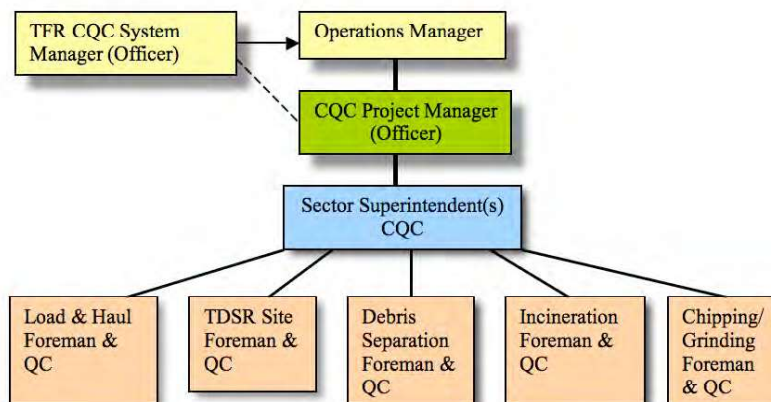 TFR CQC System
Manager (Officer)
Operations Manager
CQC Project Manager
(Officer)
Sector Superintendent(s)
CQC
Load & Haul
Foreman &
QC
TDSR Site
Foreman &
QC
Debris
Separation
Foreman &
QC
Incineration
Foreman &
QC
Chipping/
Grinding
Foreman
& QC